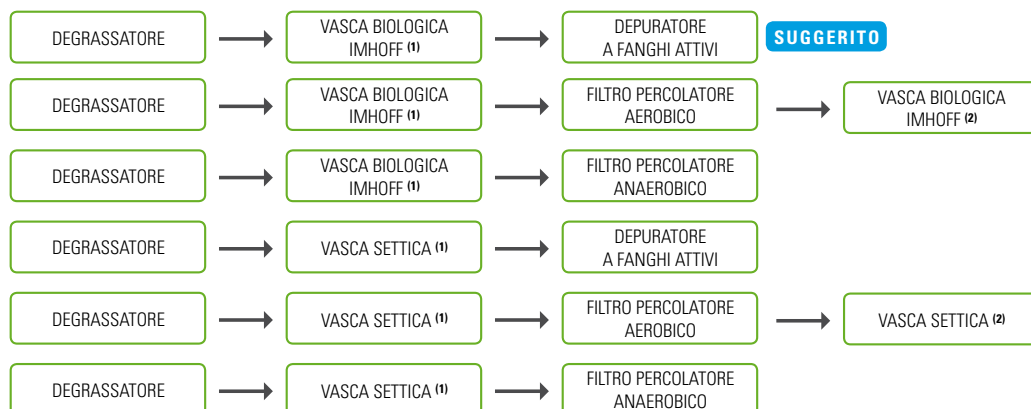 DEGRASSATORE
VASCA BIOLOGICA
IMHOFF (1)
DEPURATORE
A FANGHI ATTIVI
SUGGERITO
DEGRASSATORE
VASCA BIOLOGICA
IMHOFF (1)
FILTRO PERCOLATORE
AEROBICO
VASCA BIOLOGICA
IMHOFF (2)
DEGRASSATORE
VASCA BIOLOGICA
IMHOFF (1)
FILTRO PERCOLATORE
ANAEROBICO
DEGRASSATORE
VASCA SETTICA (1)
DEPURATORE
A FANGHI ATTIVI
DEGRASSATORE
VASCA SETTICA (1)
FILTRO PERCOLATORE
AEROBICO
VASCA SETTICA (2)
DEGRASSATORE
VASCA SETTICA (1)
FILTRO PERCOLATORE
ANAEROBICO